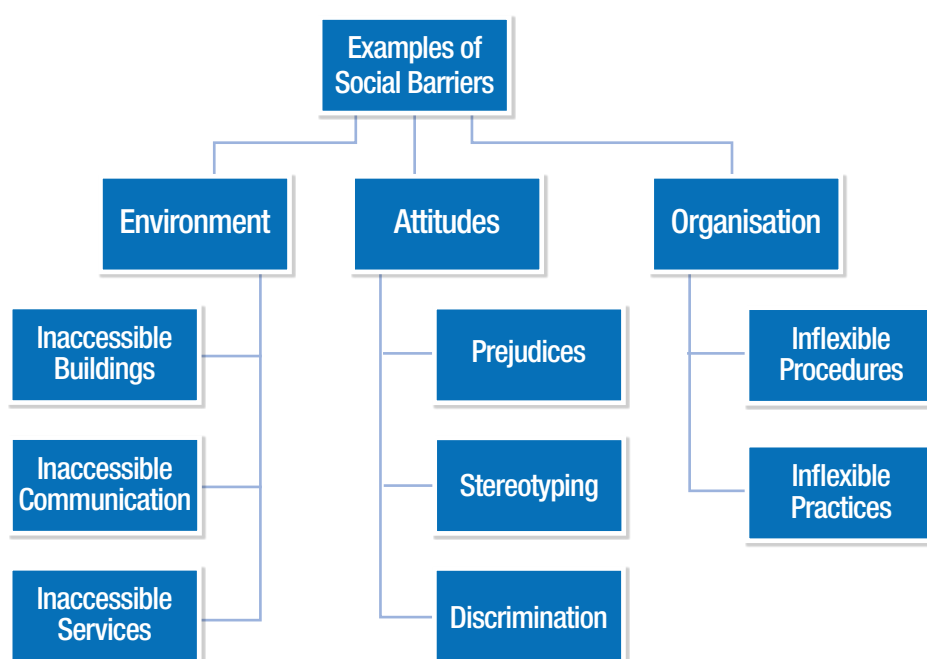 Examples of
Social Barriers
Environment
Attitudes
Organisation
Inaccessible
Buildings
Prejudices
Inflexible
Procedures
Inaccessible
Communication
Stereotyping
Inflexible
Practices
Inaccessible
Services
Discrimination